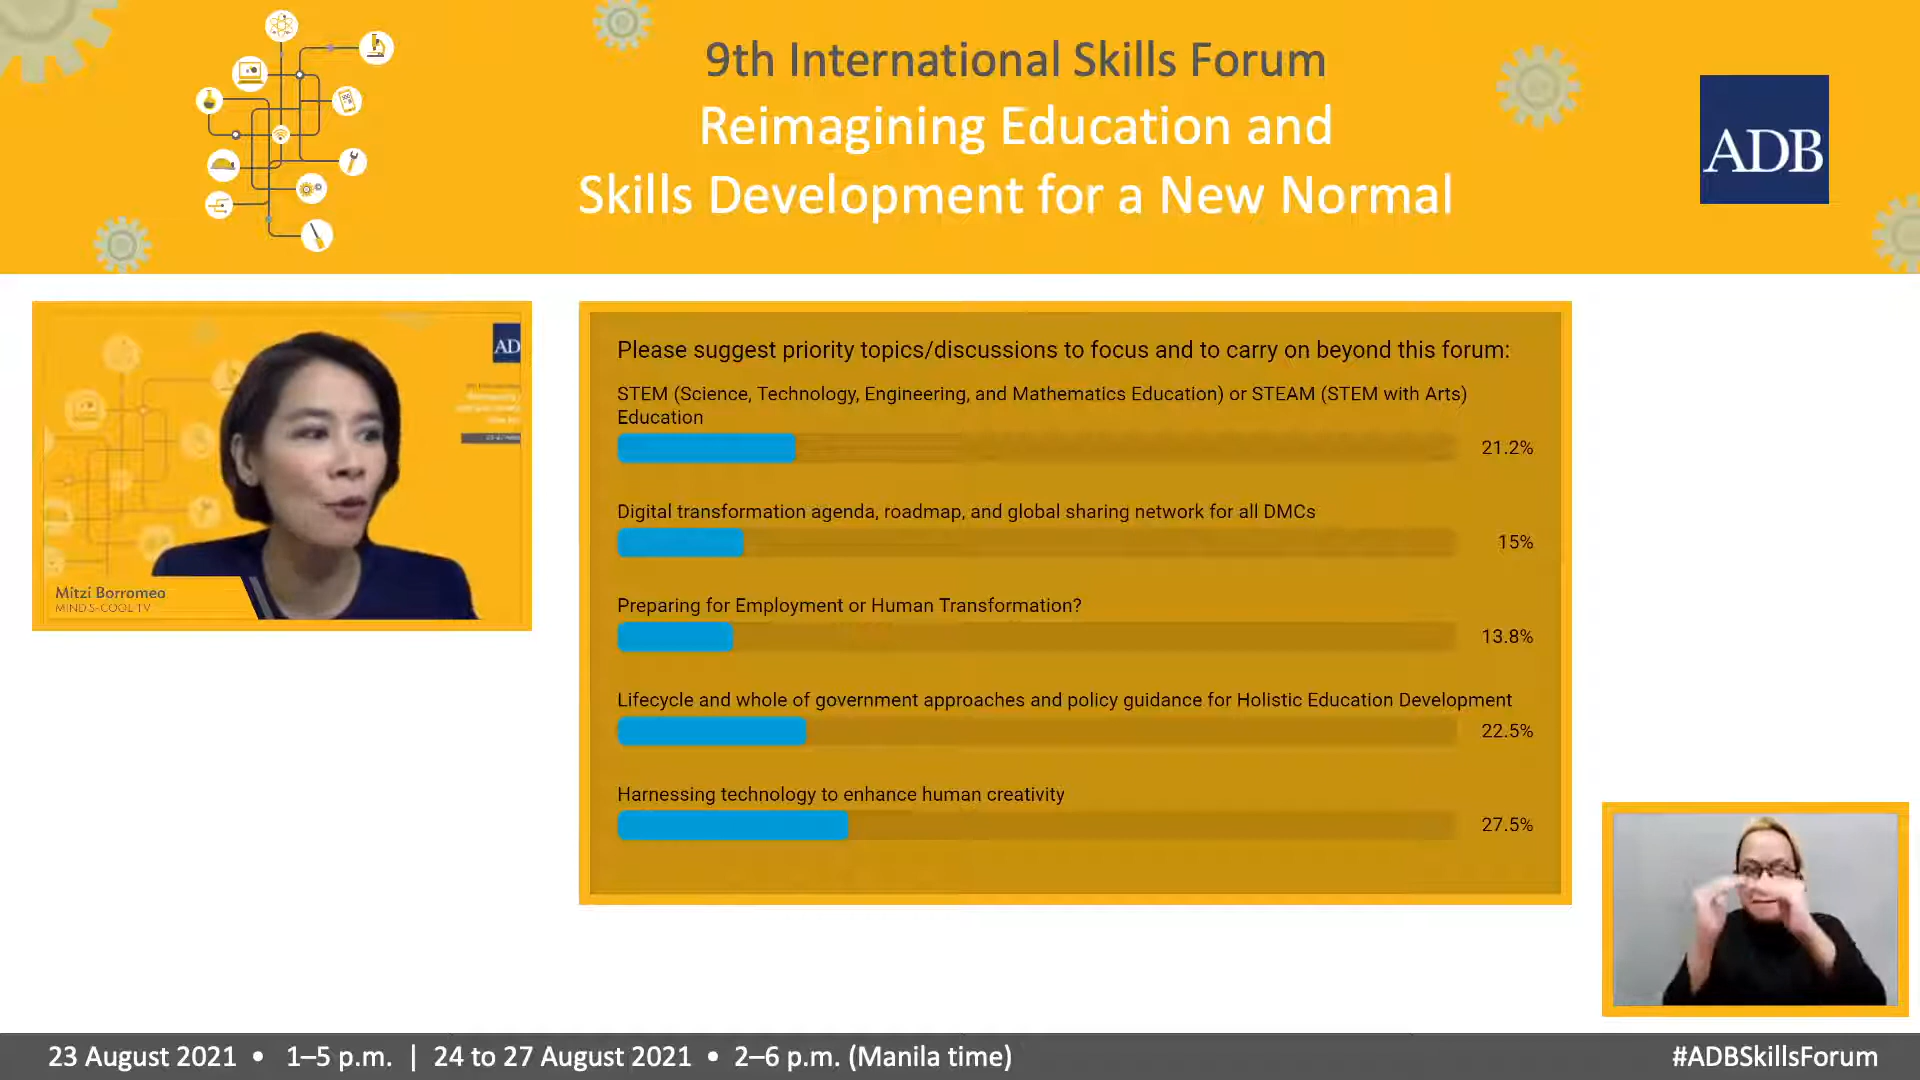 9th International Skills Forum
Reimagining Education and
Skills Development for a New Normal
ADB
AD
Mitzi Borromeo
MIND S-COOL TV
Please suggest priority topics/discussions to focus and to carry on beyond this forum:
STEM (Science, Technology, Engineering, and Mathematics Education) or STEAM (STEM with Arts)
Education
21.2%
Digital transformation agenda, roadmap, and global sharing network for all DMCs
15%
Preparing for Employment or Human Transformation?
13.8%
Lifecycle and whole of government approaches and policy guidance for Holistic Education Development
22.5%
Harnessing technology to enhance human creativity
27.5%
23 August 2021 • 1–5 p.m. | 24 to 27 August 2021 • 2–6 p.m. (Manila time)
#ADBSkillsForum